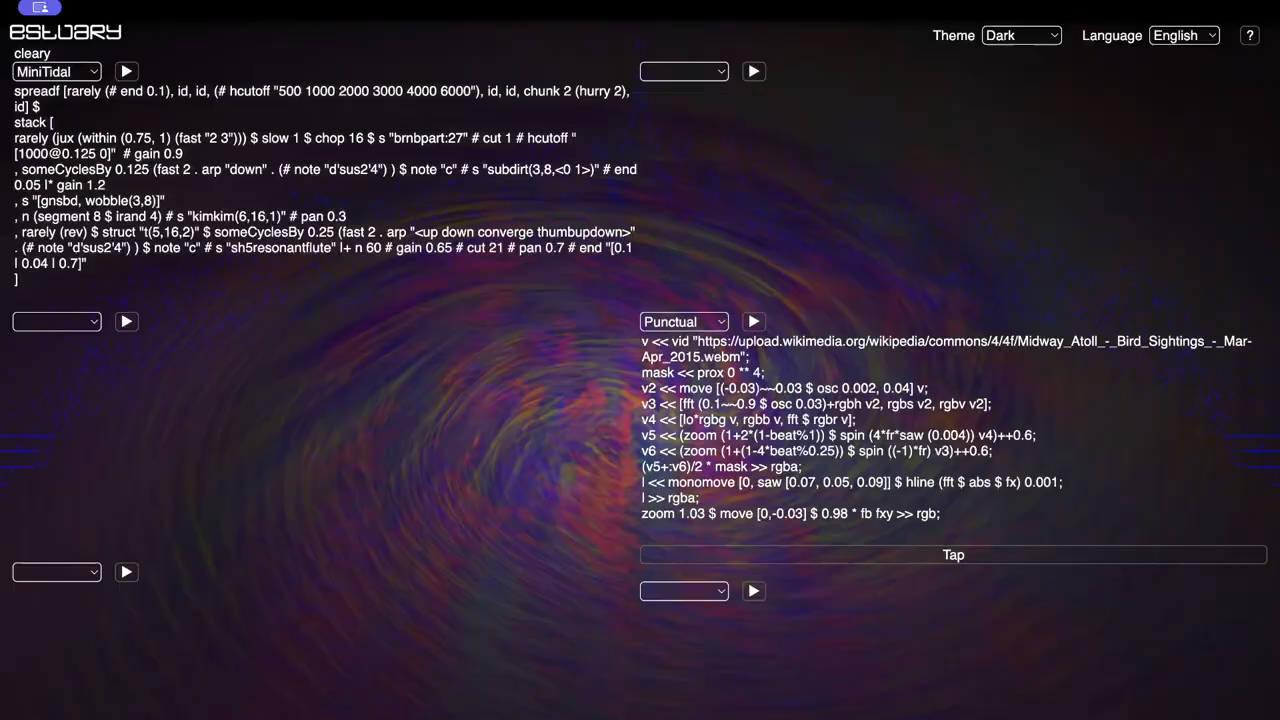 estuary
Theme Dark Language English ?
cleary
MiniTidal
spreadf [rarely (# end 0.1), id, id, (# hcutoff "500 1000 2000 3000 4000 6000"), id, id, chunk 2 (hurry 2),
id] $
stack [
rarely (jux (within (0.75, 1) (fast "2 3"))) $ slow 1 $ chop 16 $ s "brnbpart:27" # cut 1 # hcutoff "
[1000@0.125 0]"  # gain 0.9
, someCyclesBy 0.125 (fast 2 . arp "down" . (# note "d'sus2'4") ) $ note "c" # s "subdirt(3,8,<0 1>)" # end
0.05 |* gain 1.2
, s "[gnsbd, wobble(3,8)]"
, n (segment 8 $ irand 4) # s "kimkim(6,16,1)" # pan 0.3
, rarely (rev) $ struct "t(5,16,2)" $ someCyclesBy 0.25 (fast 2 . arp "<up down converge thumbupdown>"
. (# note "d'sus2'4") ) $ note "c" # s "sh5resonantflute" |+ n 60 # gain 0.65 # cut 21 # pan 0.7 # end "[0.1
| 0.04 | 0.7]"
]
Punctual
v << vid "https://upload.wikimedia.org/wikipedia/commons/4/4f/Midway_Atoll_-_Bird_Sightings_-_Mar-
Apr_2015.webm";
mask << prox 0 ** 4;
v2 << move [(-0.03)~~0.03 $ osc 0.002, 0.04] v;
v3 << [fft (0.1~~0.9 $ osc 0.03)+rgbh v2, rgbs v2, rgbv v2];
v4 << [lo*rgbg v, rgbb v, fft $ rgbr v];
v5 << (zoom (1+2*(1-beat%1)) $ spin (4*fr*saw (0.004)) v4)++0.6;
v6 << (zoom (1+(1-4*beat%0.25)) $ spin ((-1)*fr) v3)++0.6;
(v5+:v6)/2 * mask >> rgba;
l << monomove [0, saw [0.07, 0.05, 0.09]] $ hline (fft $ abs $ fx) 0.001;
l >> rgba;
zoom 1.03 $ move [0,-0.03] $ 0.98 * fb fxy >> rgb;
Tap